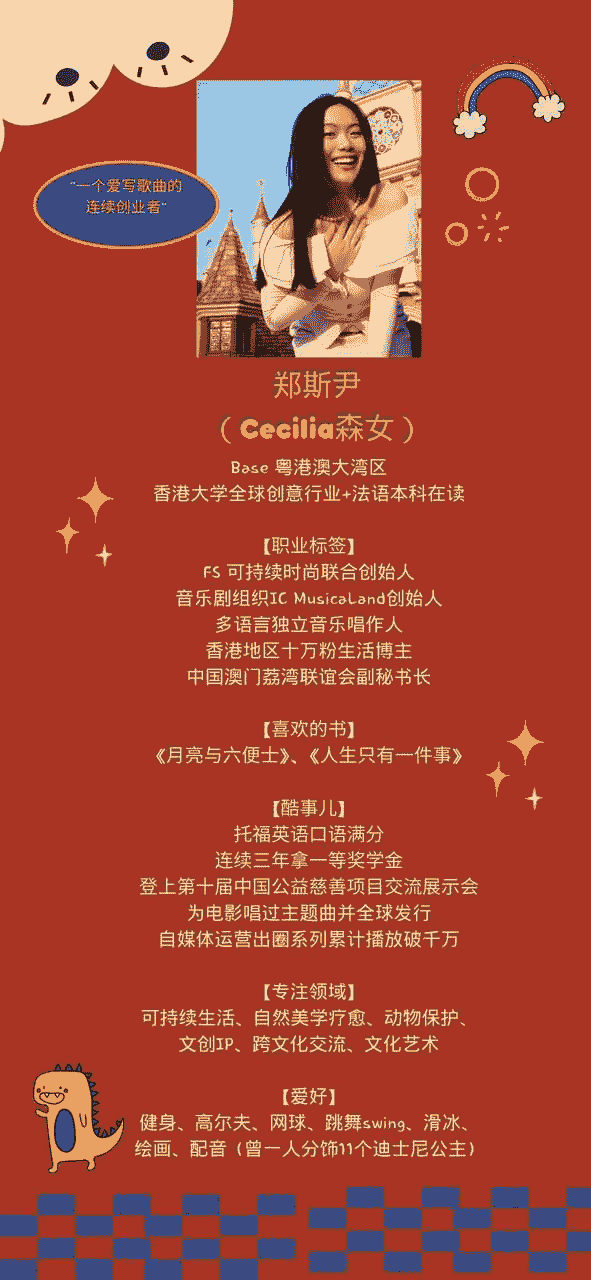 "一个爱写歌曲的
连续创业者"
郑斯尹
（Cecilia森女）
Base 粤港澳大湾区
香港大学全球创意行业+法语本科在读
【职业标签】
FS 可持续时尚联合创始人
音乐剧组织IC MusicaLand创始人
多语言独立音乐唱作人
香港地区十万粉生活博主
中国澳门荔湾联谊会副秘书长
【喜欢的书】
《月亮与六便士》、《人生只有一件事》
【酷事儿】
托福英语口语满分
连续三年拿一等奖学金
登上第十届中国公益慈善项目交流展示会
为电影唱过主题曲并全球发行
自媒体运营出圈系列累计播放破千万
【专注领域】
可持续生活、自然美学疗愈、动物保护、
文创IP、跨文化交流、文化艺术
【爱好】
健身、高尔夫、网球、跳舞swing、滑冰、
绘画、配音（曾一人分饰11个迪士尼公主）